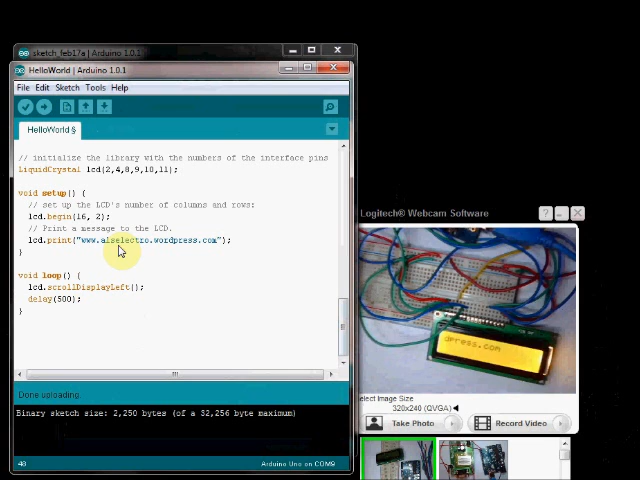 sketch_feb17a | Arduino 1.0.1
HelloWorld | Arduino 1.0.1
File Edit Sketch Tools Help
HelloWorld §
// initialize the library with the numbers of the interface pins
LiquidCrystal lcd(2,4,8,9,10,11);
void setup() {
// set up the LCD's number of columns and rows:
lcd.begin(16, 2);
// Print a message to the LCD.
lcd.print("www.alselectro.wordpress.com");
}
void loop() {
lcd.scrollDisplayLeft();
delay(500);
}
Done uploading.
Binary sketch size: 2,250 bytes (of a 32,256 byte maximum)
48
Arduino Uno on COM9
Logitech® Webcam Software
dpress.com
elect Image Size
320x240 (QVGA)
Take Photo
Record Video